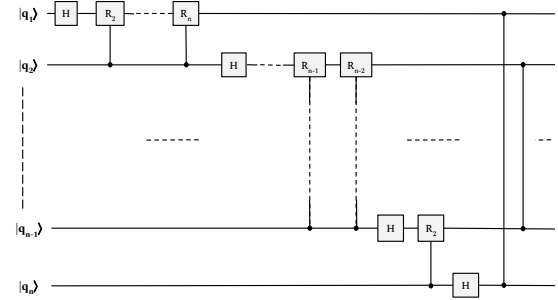 |q₁⟩ H R₂ Rₙ
|q₂⟩ H Rₙ₋₁ Rₙ₋₂
|qₙ₋₁⟩ H R₂
|qₙ⟩ H